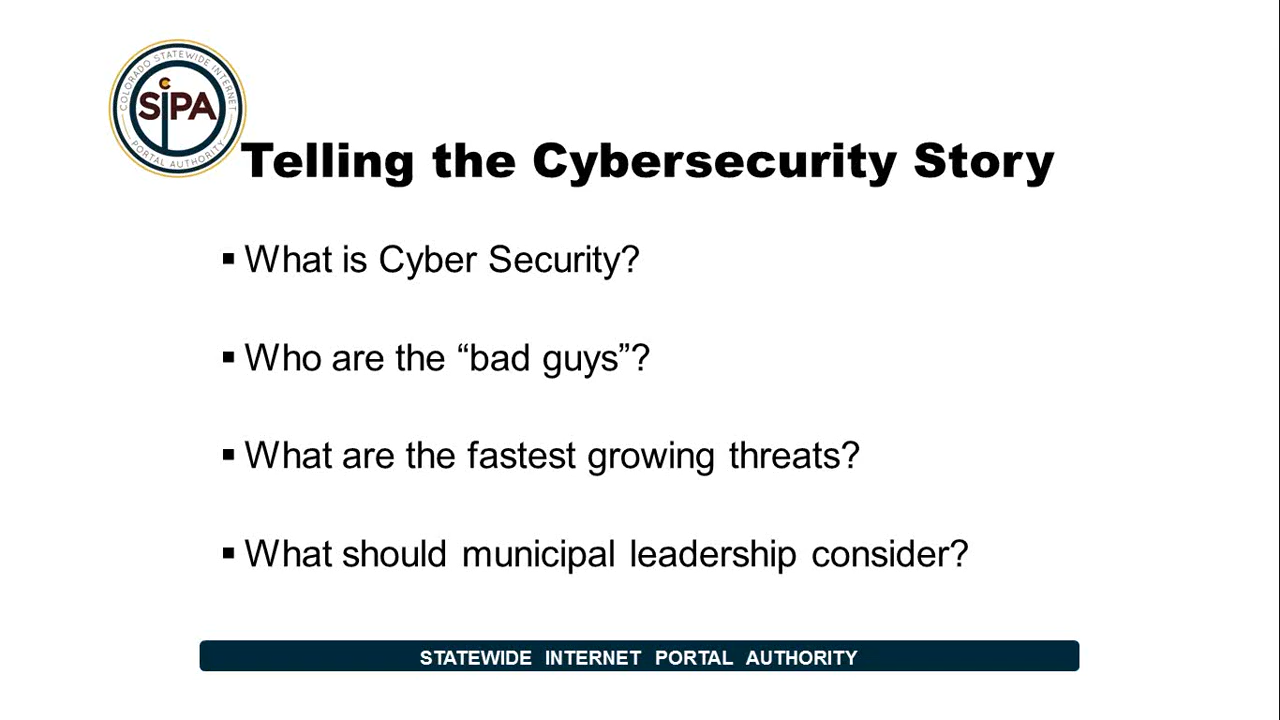 COLORADO STATEWIDE INTERNET
SiPA
PORTAL AUTHORITY
Telling the Cybersecurity Story
▪ What is Cyber Security?
▪ Who are the “bad guys”?
▪ What are the fastest growing threats?
▪ What should municipal leadership consider?
STATEWIDE INTERNET PORTAL AUTHORITY